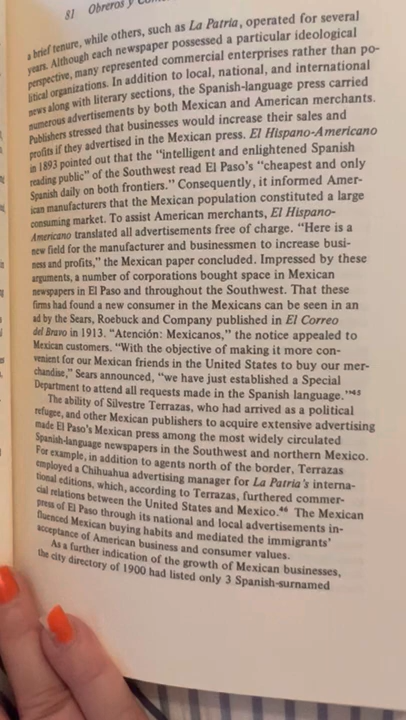 81 Obreros y
a brief tenure, while others, such as La Patria, operated for several
years. Although each newspaper possessed a particular ideological
perspective, many represented commercial enterprises rather than po-
litical organizations. In addition to local, national, and international
news along with literary sections, the Spanish-language press carried
numerous advertisements by both Mexican and American merchants.
Publishers stressed that businesses would increase their sales and
profits if they advertised in the Mexican press. El Hispano-Americano
in 1893 pointed out that the "intelligent and enlightened Spanish
reading public" of the Southwest read El Paso's "cheapest and only
Spanish daily on both frontiers." Consequently, it informed Amer-
ican manufacturers that the Mexican population constituted a large
consuming market. To assist American merchants, El Hispano-
Americano translated all advertisements free of charge. "Here is a
new field for the manufacturer and businessmen to increase busi-
ness and profits," the Mexican paper concluded. Impressed by these
arguments, a number of corporations bought space in Mexican
newspapers in El Paso and throughout the Southwest. That these
firms had found a new consumer in the Mexicans can be seen in an
ad by the Sears, Roebuck and Company published in El Correo
del Bravo in 1913. "Atención: Mexicanos," the notice appealed to
Mexican customers. "With the objective of making it more con-
venient for our Mexican friends in the United States to buy our mer-
chandise," Sears announced, "we have just established a Special
Department to attend all requests made in the Spanish language."45
The ability of Silvestre Terrazas, who had arrived as a political
refugee, and other Mexican publishers to acquire extensive advertising
made El Paso's Mexican press among the most widely circulated
Spanish-language newspapers in the Southwest and northern Mexico.
For example, in addition to agents north of the border, Terrazas
employed a Chihuahua advertising manager for La Patria's interna-
tional editions, which, according to Terrazas, furthered commer-
cial relations between the United States and Mexico.46 The Mexican
press of El Paso through its national and local advertisements in-
fluenced Mexican buying habits and mediated the immigrants'
acceptance of American business and consumer values.
As a further indication of the growth of Mexican businesses,
the city directory of 1900 had listed only 3 Spanish-surnamed